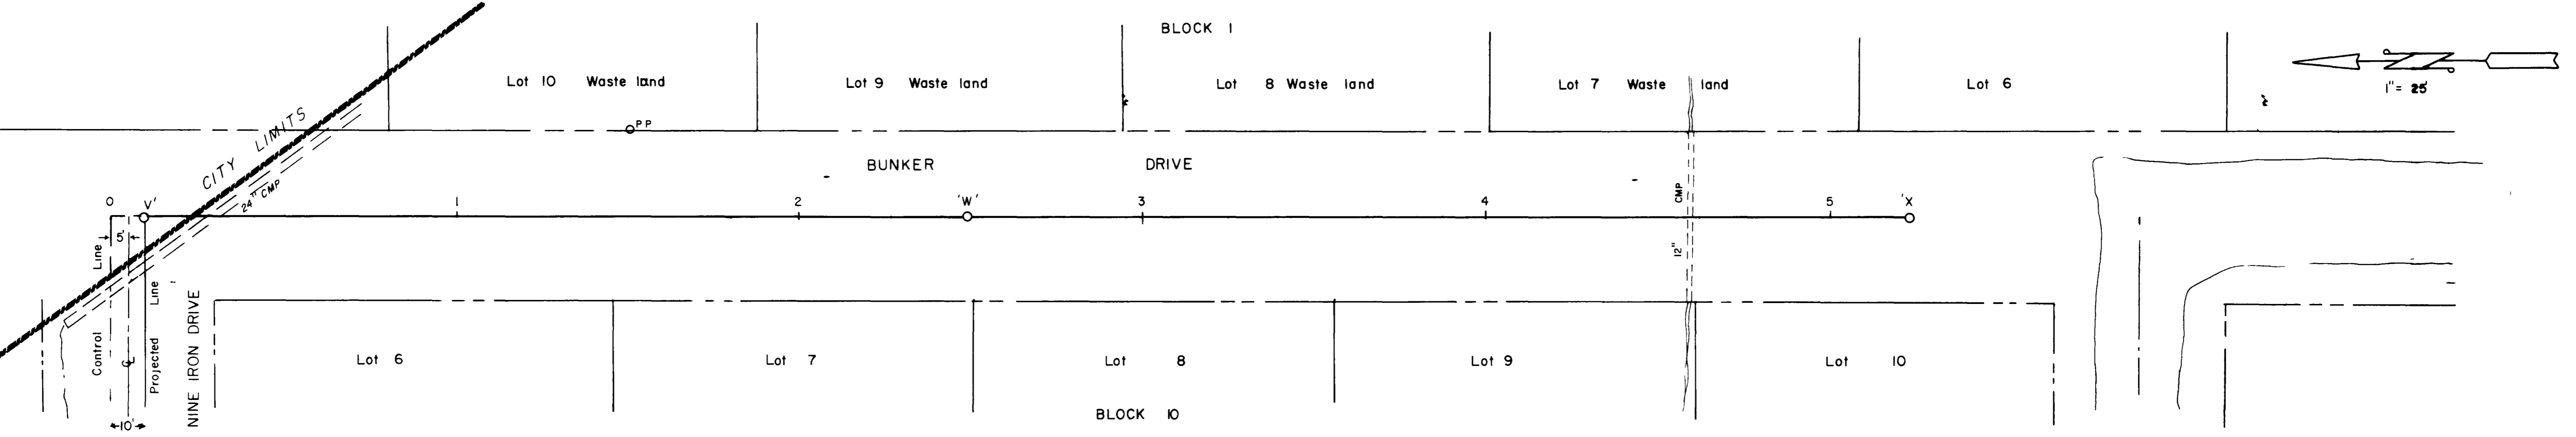 BLOCK 1
Lot 10 Waste land
Lot 9 Waste land
Lot 8 Waste land
Lot 7 Waste land
Lot 6
1" = 25'
PP
CITY LIMITS
24" CMP
BUNKER DRIVE
0
V'
1
2
'W'
3
4
CMP
12"
5
'X
5'
Control Line
℄
Projected Line
NINE IRON DRIVE
10'
Lot 6
Lot 7
Lot 8
Lot 9
Lot 10
BLOCK 10